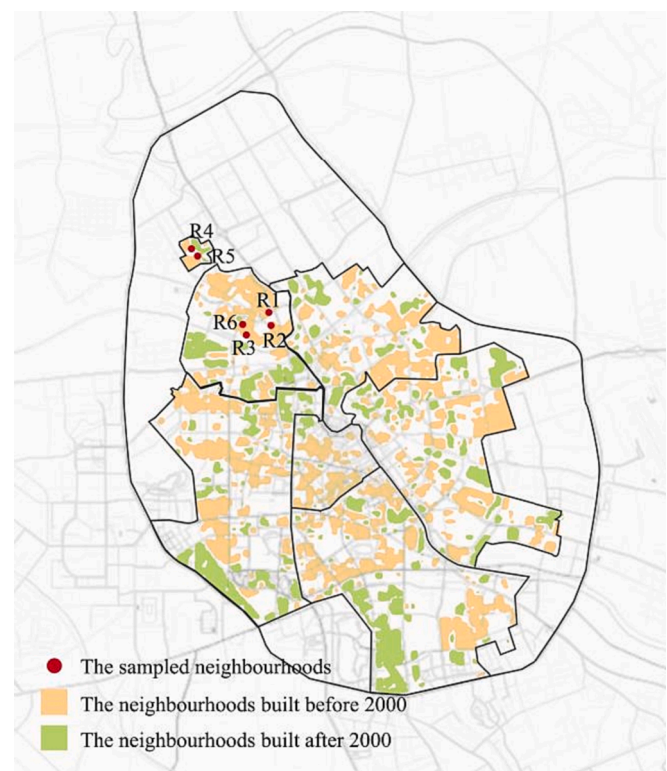 R4
R5
R1
R6
R2
R3
The sampled neighbourhoods
The neighbourhoods built before 2000
The neighbourhoods built after 2000